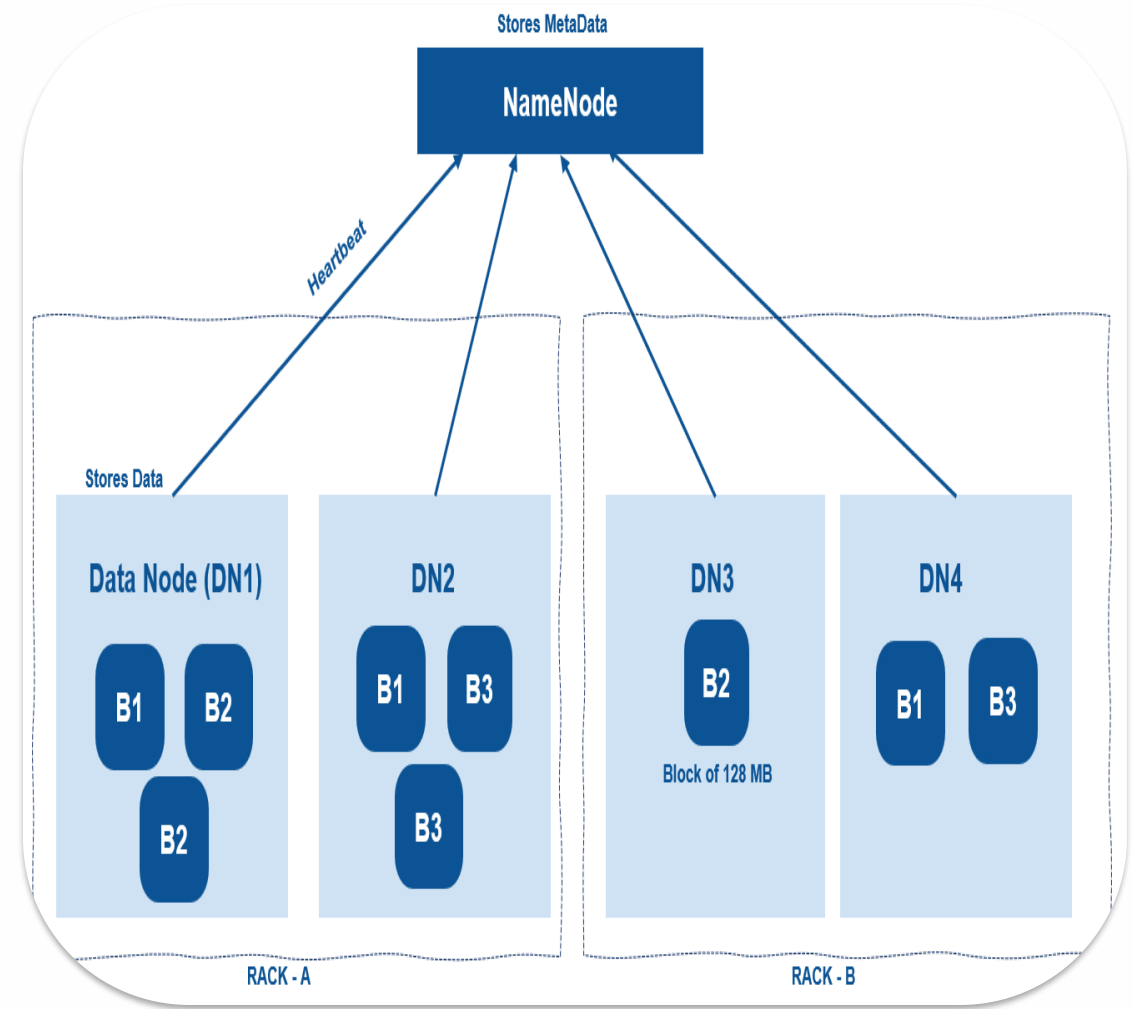 Stores MetaData
NameNode
Heartbeat
Stores Data
Data Node (DN1)
B1
B2
B2
DN2
B1
B3
B3
RACK - A
DN3
B2
Block of 128 MB
DN4
B1
B3
RACK - B